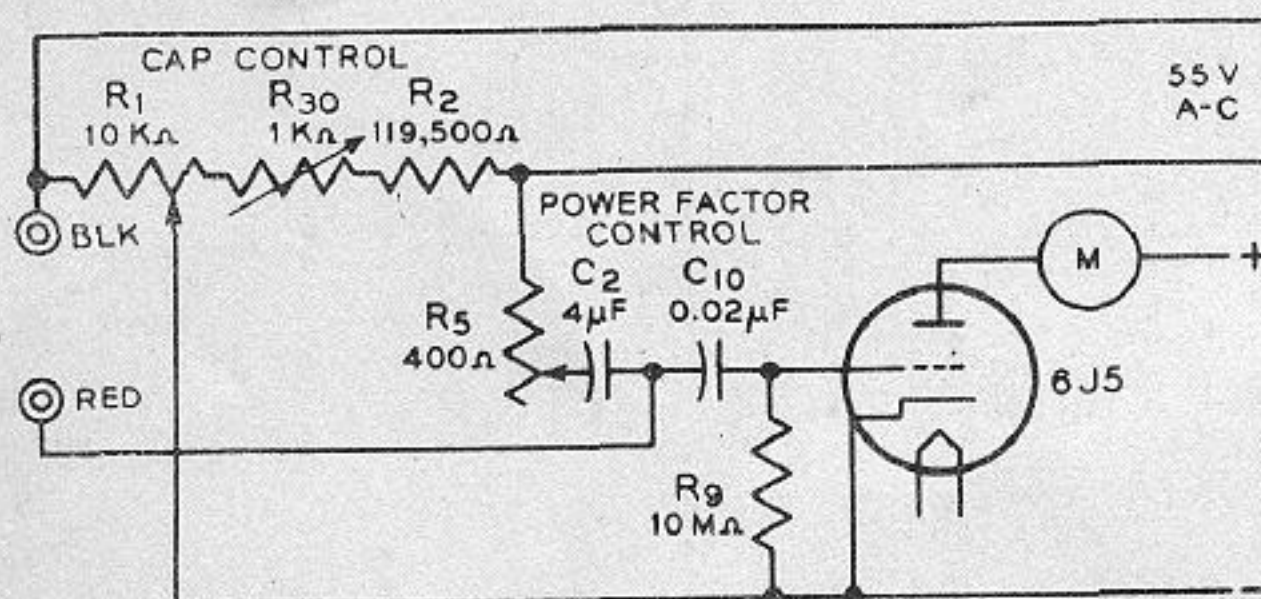 CAP CONTROL
R1
10 KΩ
R30
1 KΩ
R2
119,500Ω
55 V
A-C
BLK
POWER FACTOR
CONTROL
C2
4µF
C10
0.02µF
R5
400Ω
M
+
RED
6J5
R9
10 MΩ
-